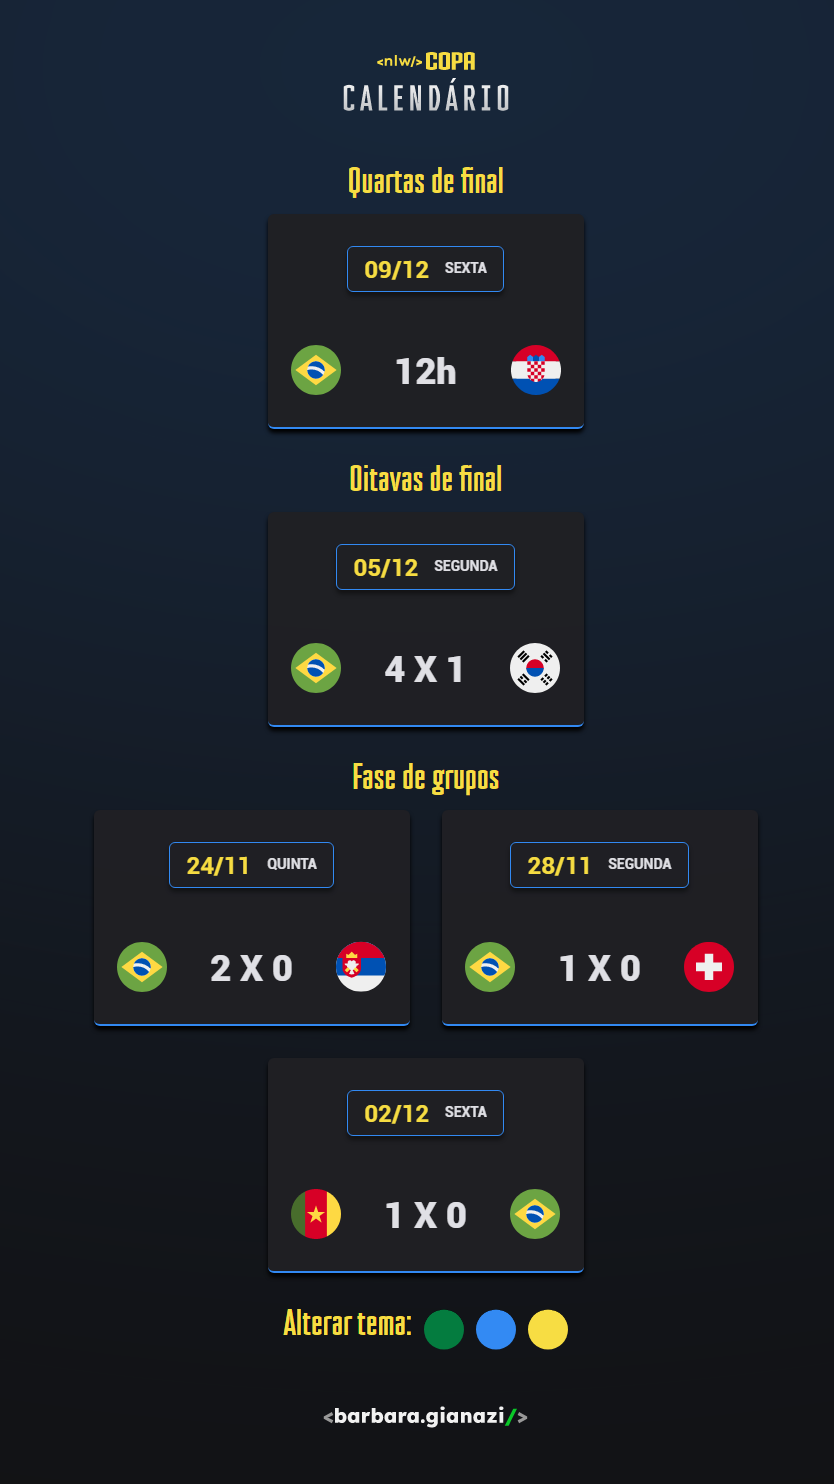 <nlw/> COPA
CALENDÁRIO
Quartas de final
09/12 SEXTA
12h
Oitavas de final
05/12 SEGUNDA
4 X 1
Fase de grupos
24/11 QUINTA
2 X 0
28/11 SEGUNDA
1 X 0
02/12 SEXTA
1 X 0
Alterar tema:
<barbara.gianazi/>